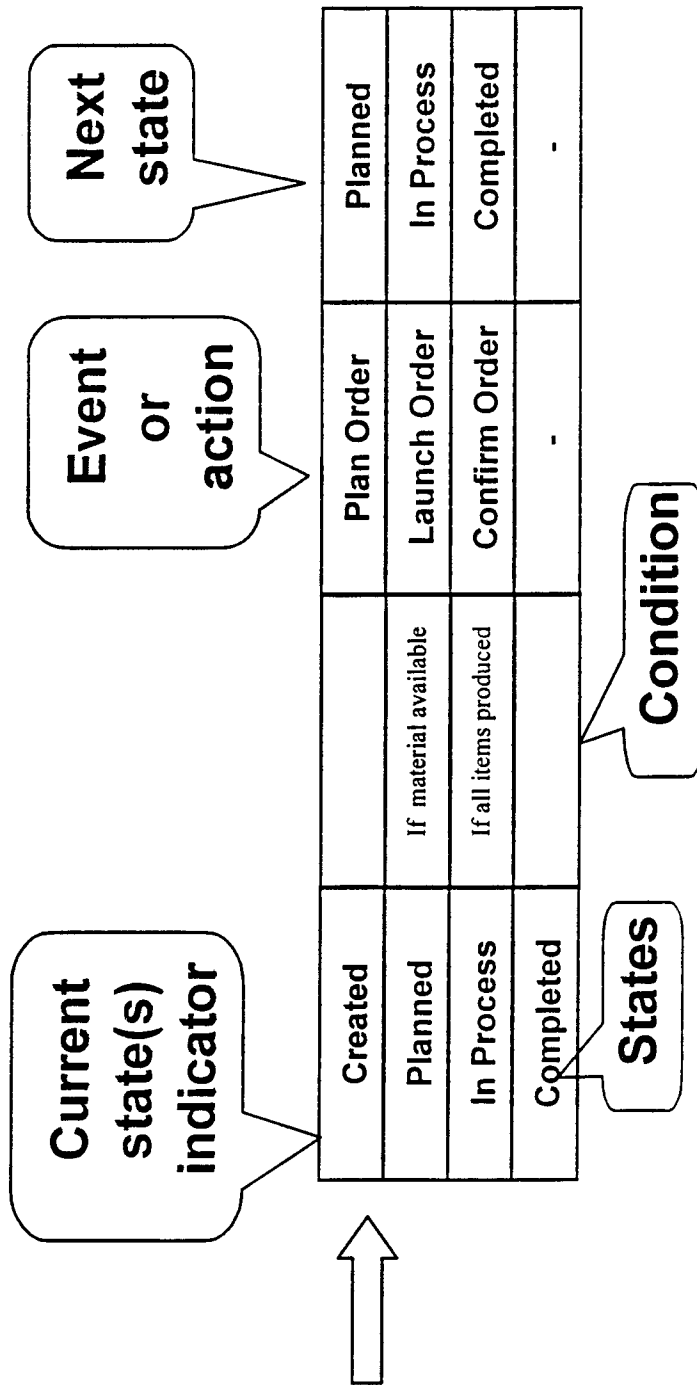 Current
state(s)
indicator
Event
or
action
Next
state
Created
Plan Order
Planned
Planned
If material available
Launch Order
In Process
In Process
If all items produced
Confirm Order
Completed
Completed
-
-
States
Condition